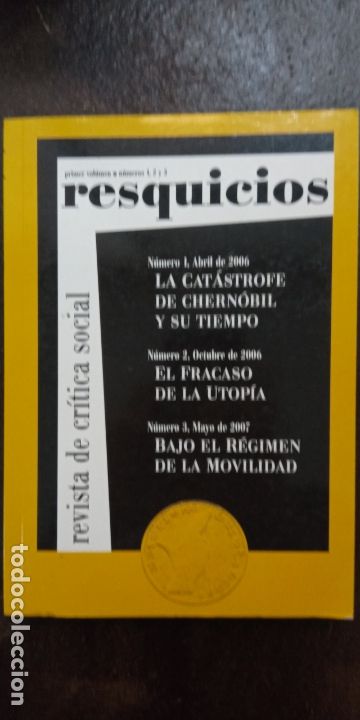 primer volumen números 1, 2 y 3
resquicios
revista de crítica social
Número 1, Abril de 2006
LA CATÁSTROFE
DE CHERNÓBIL
Y SU TIEMPO
Número 2, Octubre de 2006
EL FRACASO
DE LA UTOPÍA
Número 3, Mayo de 2007
BAJO EL RÉGIMEN
DE LA MOVILIDAD
todocoleccion